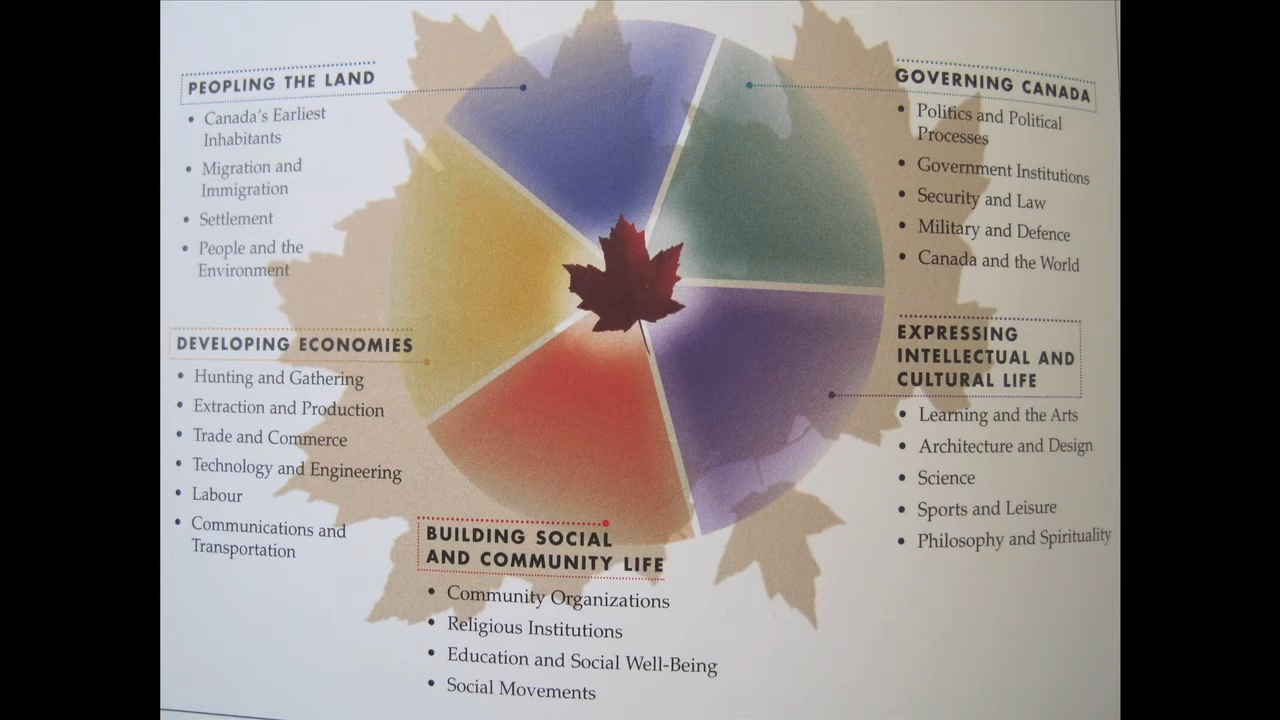 PEOPLING THE LAND
• Canada's Earliest
Inhabitants
• Migration and
Immigration
• Settlement
• People and the
Environment
DEVELOPING ECONOMIES
• Hunting and Gathering
• Extraction and Production
• Trade and Commerce
• Technology and Engineering
• Labour
• Communications and
Transportation
BUILDING SOCIAL
AND COMMUNITY LIFE
• Community Organizations
• Religious Institutions
• Education and Social Well-Being
• Social Movements
GOVERNING CANADA
• Politics and Political
Processes
• Government Institutions
• Security and Law
• Military and Defence
• Canada and the World
EXPRESSING
INTELLECTUAL AND
CULTURAL LIFE
• Learning and the Arts
• Architecture and Design
• Science
• Sports and Leisure
• Philosophy and Spirituality